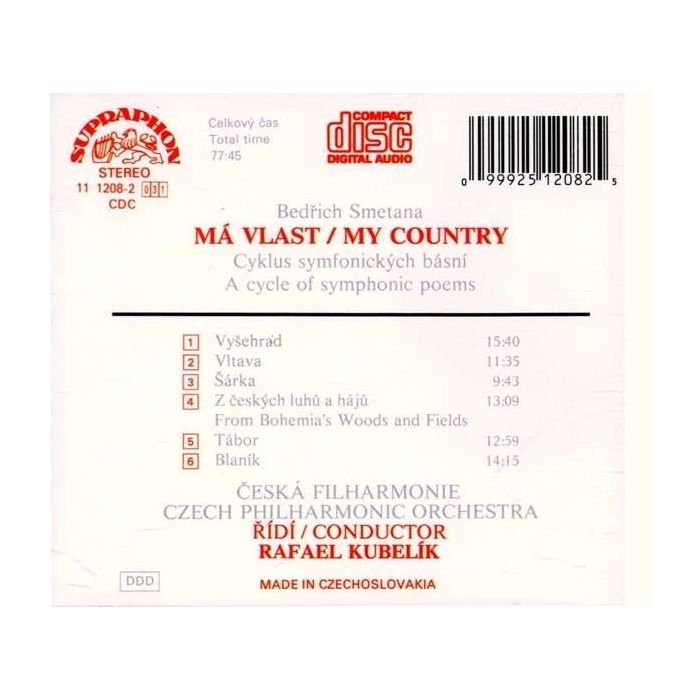 SUPRAPHON
STEREO
11 1208-2 031
CDC
Celkový čas
Total time
77:45
COMPACT
disc
DIGITAL AUDIO
0 99925 12082 5
Bedřich Smetana
MÁ VLAST / MY COUNTRY
Cyklus symfonických básní
A cycle of symphonic poems
1 Vyšehrad 15:40
2 Vltava 11:35
3 Šárka 9:43
4 Z českých luhů a hájů 13:09
From Bohemia's Woods and Fields
5 Tábor 12:59
6 Blaník 14:15
ČESKÁ FILHARMONIE
CZECH PHILHARMONIC ORCHESTRA
ŘÍDÍ / CONDUCTOR
RAFAEL KUBELÍK
DDD
MADE IN CZECHOSLOVAKIA